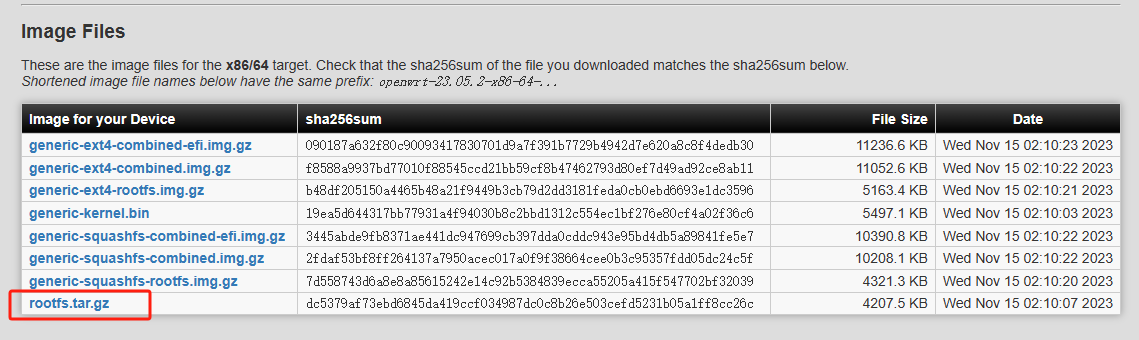 Image Files
These are the image files for the x86/64 target. Check that the sha256sum of the file you downloaded matches the sha256sum below.
Shortened image file names below have the same prefix: openwrt-23.05.2-x86-64-...
Image for your Device sha256sum File Size Date
generic-ext4-combined-efi.img.gz 090187a632f80c90093417830701d9a7f391b7729b4942d7e620a8c8f4dedb30 11236.6 KB Wed Nov 15 02:10:23 2023
generic-ext4-combined.img.gz f8588a9937bd77010f88545ccd21bb59cf8b47462793d80ef7d49ad92ce8ab11 11052.6 KB Wed Nov 15 02:10:22 2023
generic-ext4-rootfs.img.gz b48df205150a4465b48a21f9449b3cb79d2dd3181feda0cb0ebd6693e1dc3596 5163.4 KB Wed Nov 15 02:10:21 2023
generic-kernel.bin 19ea5d644317bb77931a4f94030b8c2bbd1312c554ec1bf276e80cf4a02f36c6 5497.1 KB Wed Nov 15 02:10:03 2023
generic-squashfs-combined-efi.img.gz 3445abde9fb8371ae441dc947699cb397dda0cddc943e95bd4db5a89841fe5e7 10390.8 KB Wed Nov 15 02:10:22 2023
generic-squashfs-combined.img.gz 2fdaf53bf8ff264137a7950acec017a0f9f38664cee0b3c95357fdd05dc24c5f 10208.1 KB Wed Nov 15 02:10:22 2023
generic-squashfs-rootfs.img.gz 7d558743d6a8e8a85615242e14c92b5384839ecca55205a415f547702bf32039 4321.3 KB Wed Nov 15 02:10:20 2023
rootfs.tar.gz dc5379af73ebd6845da419ccf034987dc0c8b26e503cefd5231b05a1ff8cc26c 4207.5 KB Wed Nov 15 02:10:07 2023